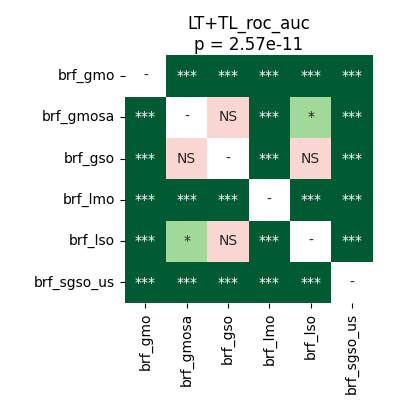 LT+TL_roc_auc
p = 2.57e-11
brf_gmo - *** *** *** *** ***
brf_gmosa *** - NS *** * ***
brf_gso *** NS - *** NS ***
brf_lmo *** *** *** - *** ***
brf_lso *** * NS *** - ***
brf_sgso_us *** *** *** *** *** -
brf_gmo
brf_gmosa
brf_gso
brf_lmo
brf_lso
brf_sgso_us